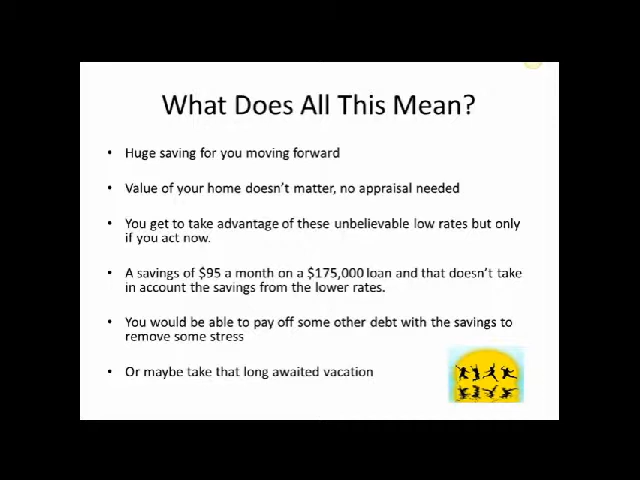 What Does All This Mean?
• Huge saving for you moving forward
• Value of your home doesn't matter, no appraisal needed
• You get to take advantage of these unbelievable low rates but only
if you act now.
• A savings of $95 a month on a $175,000 loan and that doesn't take
in account the savings from the lower rates.
• You would be able to pay off some other debt with the savings to
remove some stress
• Or maybe take that long awaited vacation